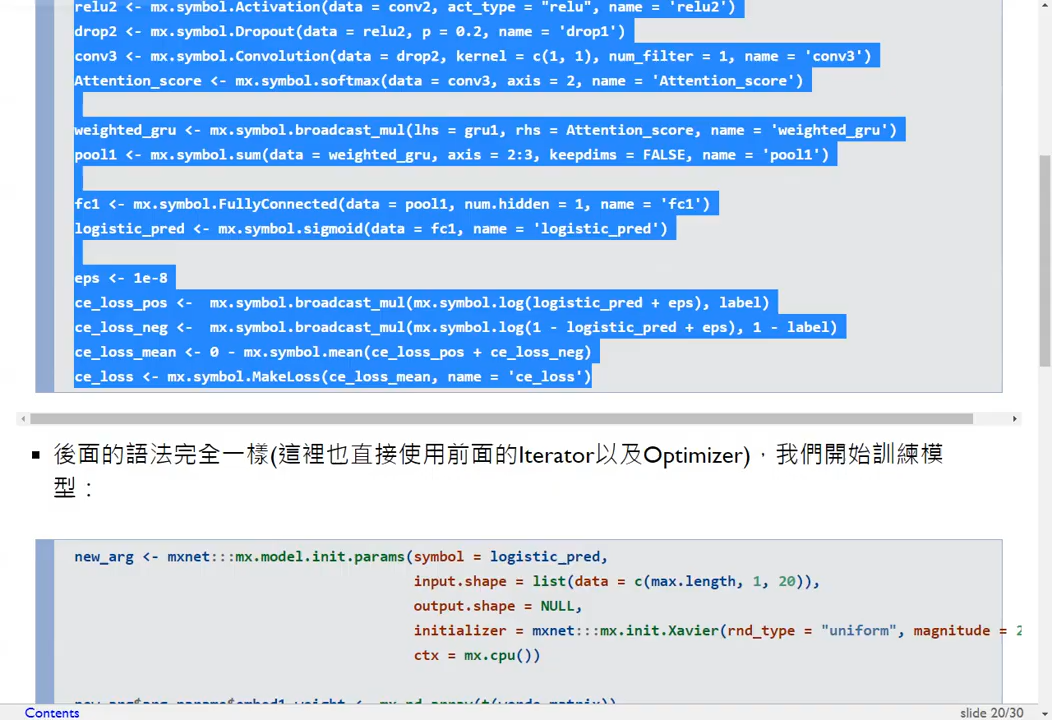 relu2 <- mx.symbol.Activation(data = conv2, act_type = "relu", name = 'relu2')
drop2 <- mx.symbol.Dropout(data = relu2, p = 0.2, name = 'drop1')
conv3 <- mx.symbol.Convolution(data = drop2, kernel = c(1, 1), num_filter = 1, name = 'conv3')
Attention_score <- mx.symbol.softmax(data = conv3, axis = 2, name = 'Attention_score')
weighted_gru <- mx.symbol.broadcast_mul(lhs = gru1, rhs = Attention_score, name = 'weighted_gru')
pool1 <- mx.symbol.sum(data = weighted_gru, axis = 2:3, keepdims = FALSE, name = 'pool1')
fc1 <- mx.symbol.FullyConnected(data = pool1, num.hidden = 1, name = 'fc1')
logistic_pred <- mx.symbol.sigmoid(data = fc1, name = 'logistic_pred')
eps <- 1e-8
ce_loss_pos <-  mx.symbol.broadcast_mul(mx.symbol.log(logistic_pred + eps), label)
ce_loss_neg <-  mx.symbol.broadcast_mul(mx.symbol.log(1 - logistic_pred + eps), 1 - label)
ce_loss_mean <- 0 - mx.symbol.mean(ce_loss_pos + ce_loss_neg)
ce_loss <- mx.symbol.MakeLoss(ce_loss_mean, name = 'ce_loss')
▪ 後面的語法完全一樣(這裡也直接使用前面的Iterator以及Optimizer)，我們開始訓練模
型：
new_arg <- mxnet:::mx.model.init.params(symbol = logistic_pred,
input.shape = list(data = c(max.length, 1, 20)),
output.shape = NULL,
initializer = mxnet:::mx.init.Xavier(rnd_type = "uniform", magnitude = 2
ctx = mx.cpu())
Contents
slide 20/30